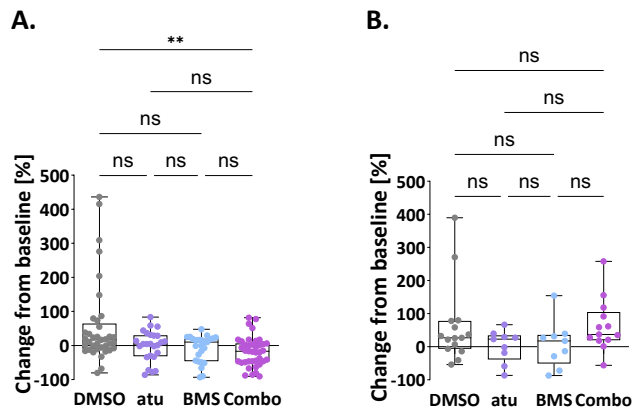 A.
**
ns
ns
ns ns ns
Change from baseline [%]
500
400
300
200
100
0
-100
DMSO atu BMS Combo
B.
ns
ns
ns
ns ns ns
Change from baseline [%]
500
400
300
200
100
0
-100
DMSO atu BMS Combo